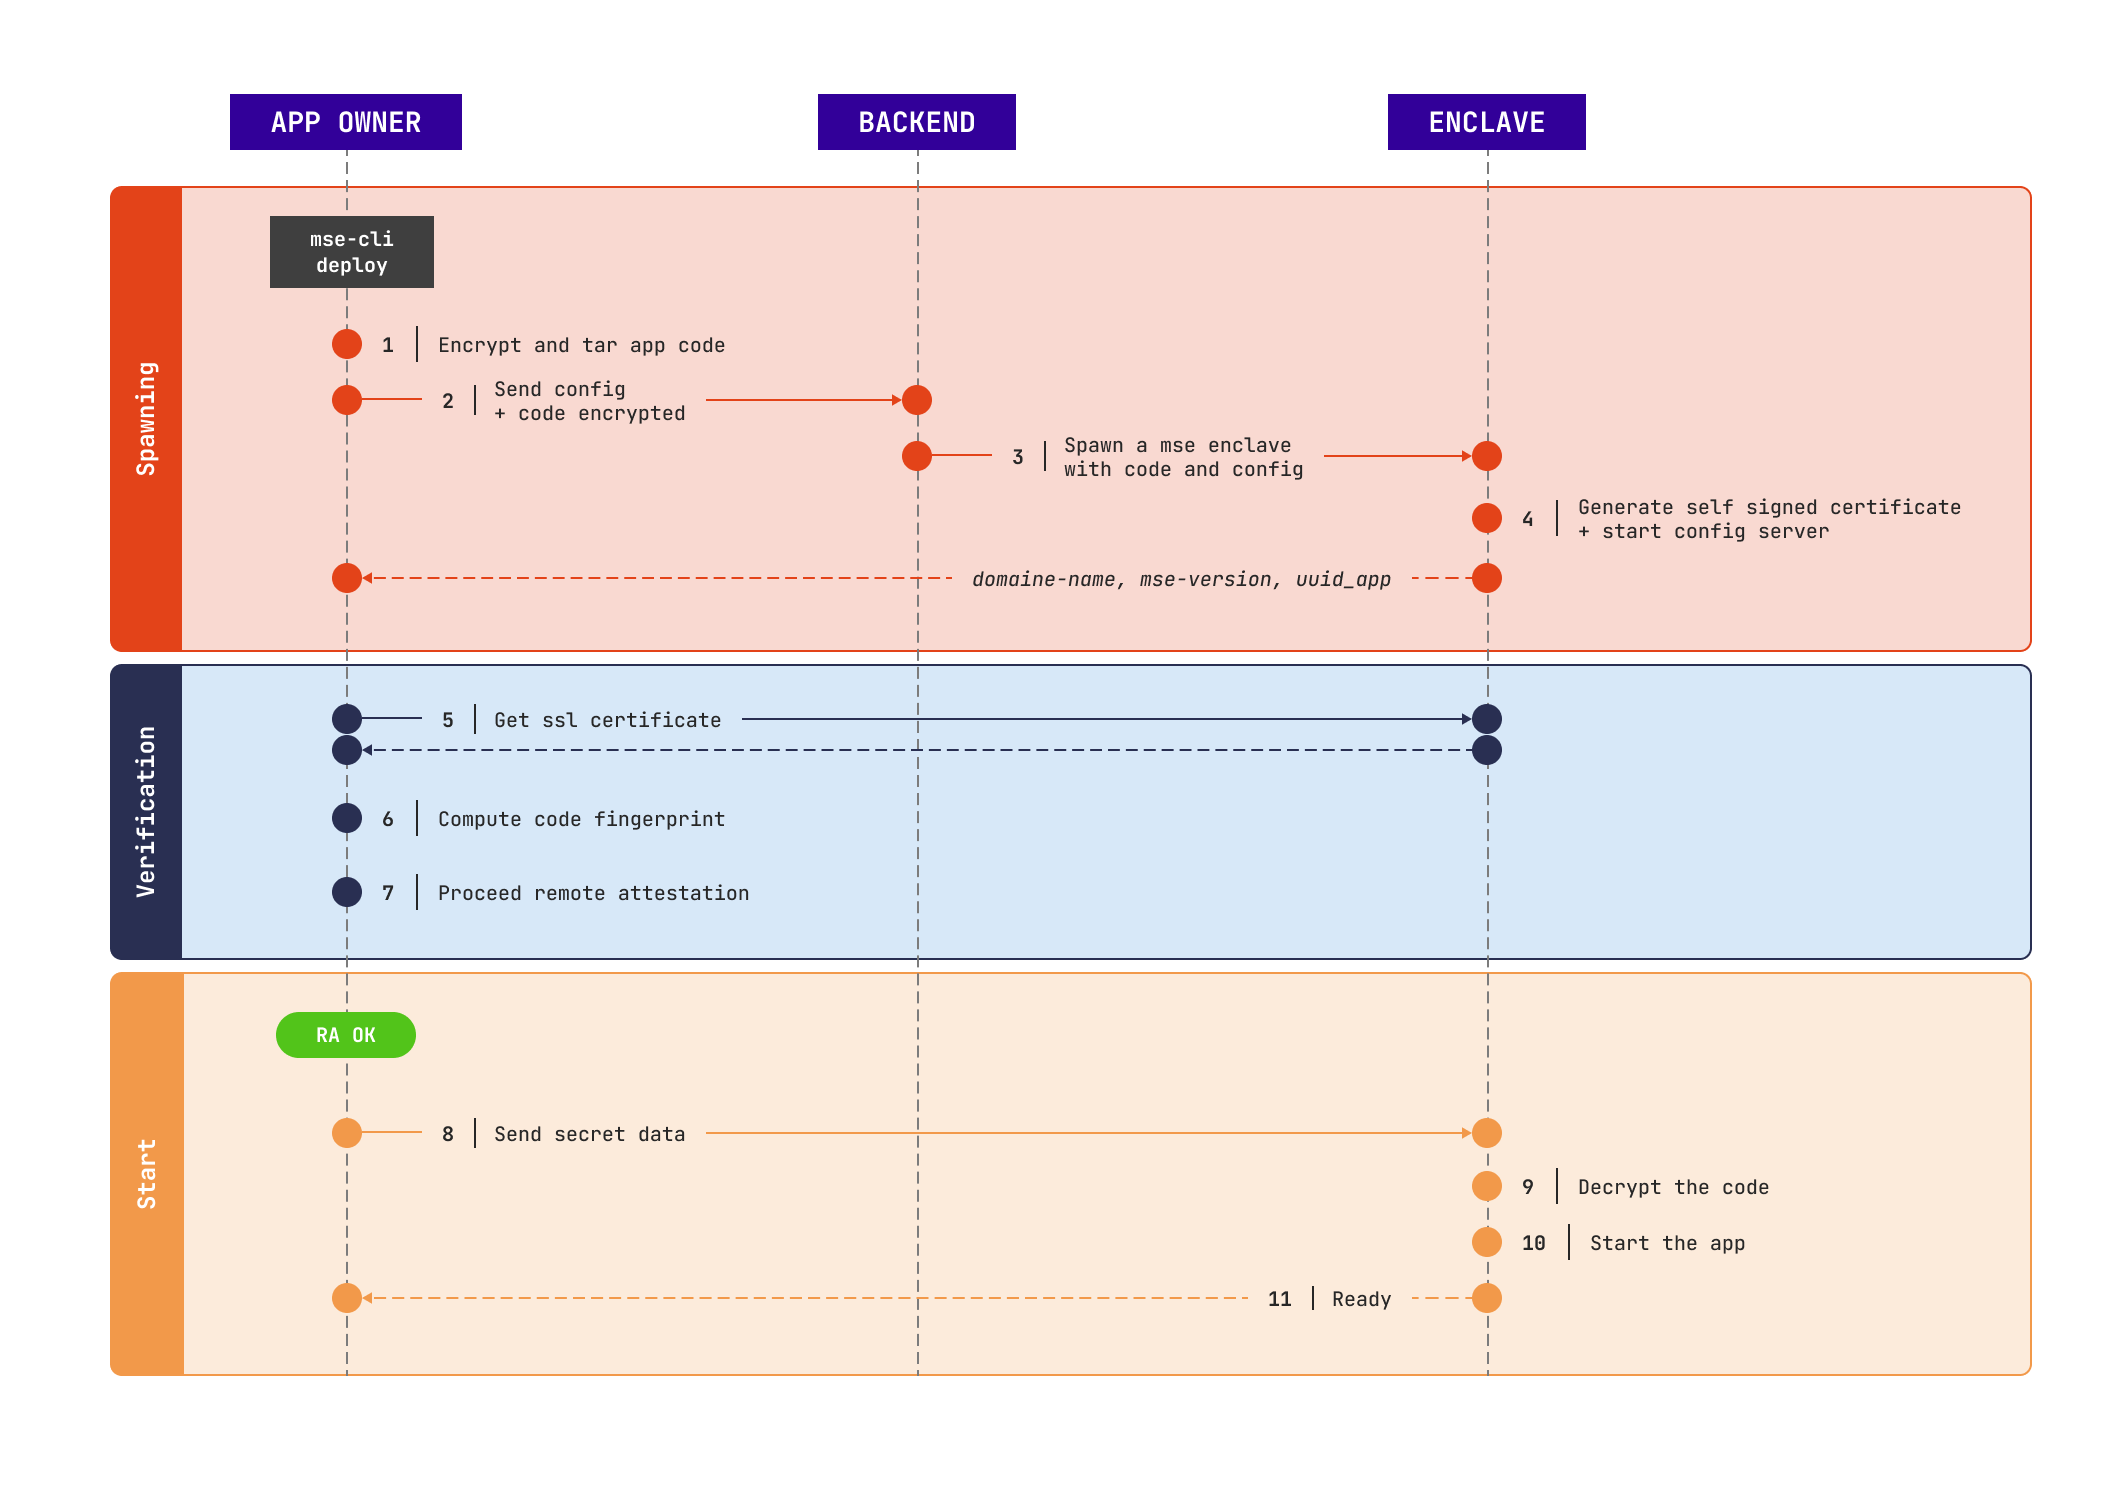 APP OWNER
BACKEND
ENCLAVE
Spawning
mse-cli
deploy
1 Encrypt and tar app code
2 Send config
+ code encrypted
3 Spawn a mse enclave
with code and config
4 Generate self signed certificate
+ start config server
domaine-name, mse-version, uuid_app
Verification
5 Get ssl certificate
6 Compute code fingerprint
7 Proceed remote attestation
Start
RA OK
8 Send secret data
9 Decrypt the code
10 Start the app
11 Ready